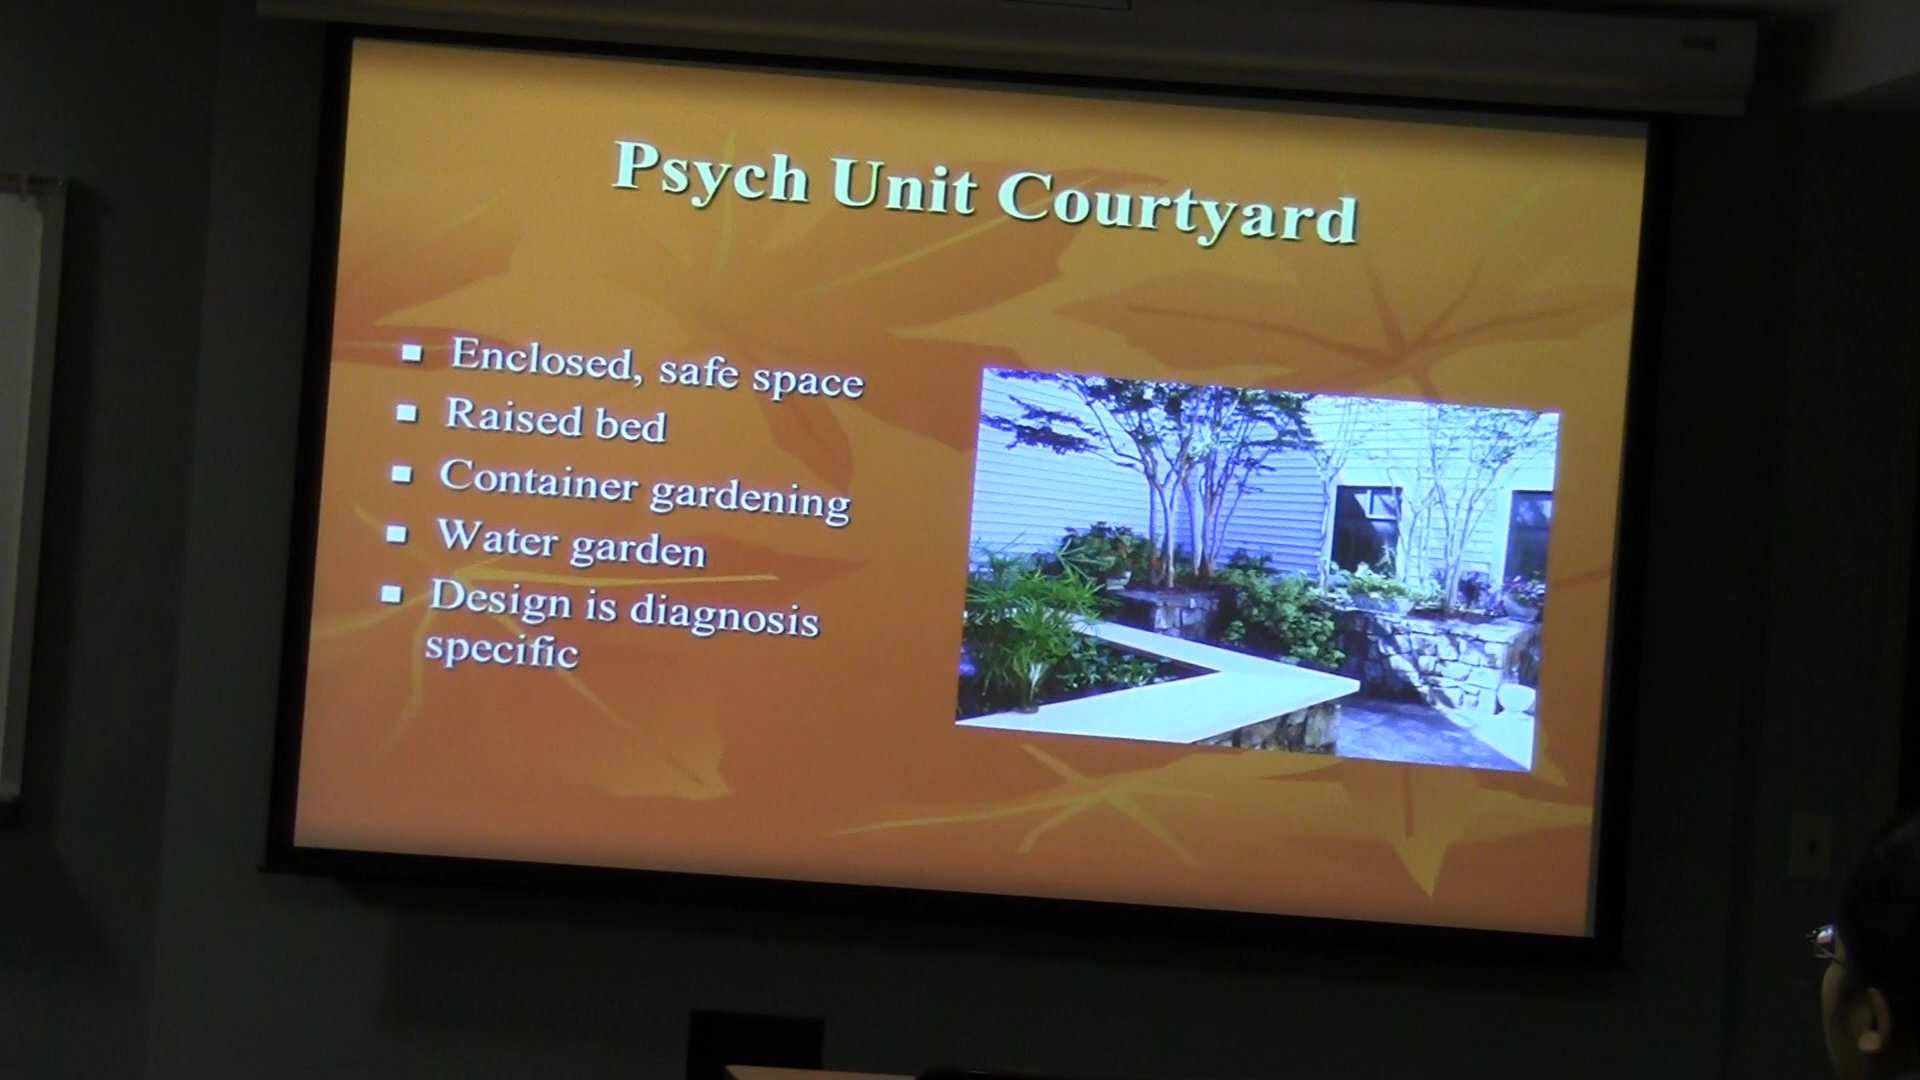 Psych Unit Courtyard
Enclosed, safe space
Raised bed
Container gardening
Water garden
Design is diagnosis
specific